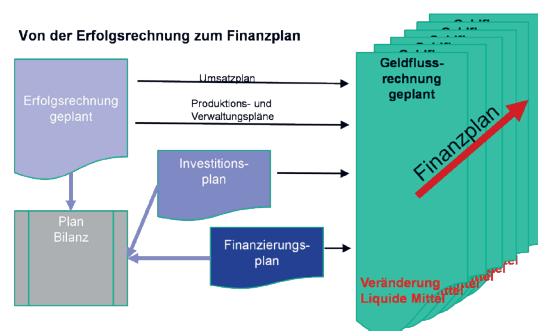 Von der Erfolgsrechnung zum Finanzplan
Erfolgsrechnung
geplant
Umsatzplan
Produktions- und
Verwaltungspläne
Investitions-
plan
Plan
Bilanz
Finanzierungs-
plan
Geldfluss-
rechnung
geplant
Finanzplan
Veränderung
Liquide Mittel